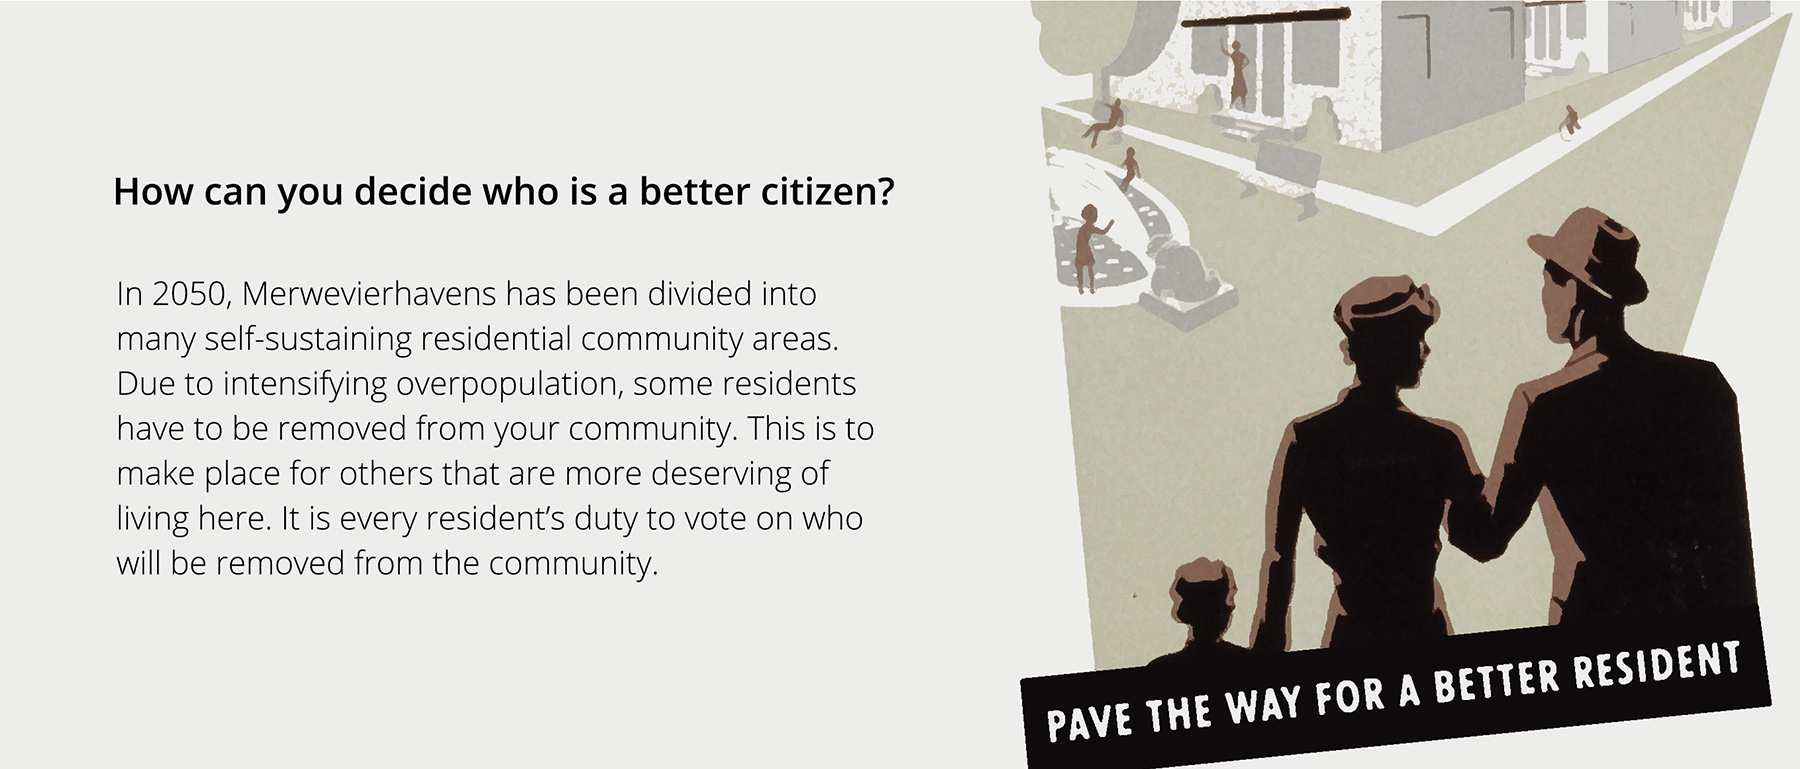 How can you decide who is a better citizen?
In 2050, Merwevierhavens has been divided into
many self-sustaining residential community areas.
Due to intensifying overpopulation, some residents
have to be removed from your community. This is to
make place for others that are more deserving of
living here. It is every resident’s duty to vote on who
will be removed from the community.
PAVE THE WAY FOR A BETTER RESIDENT